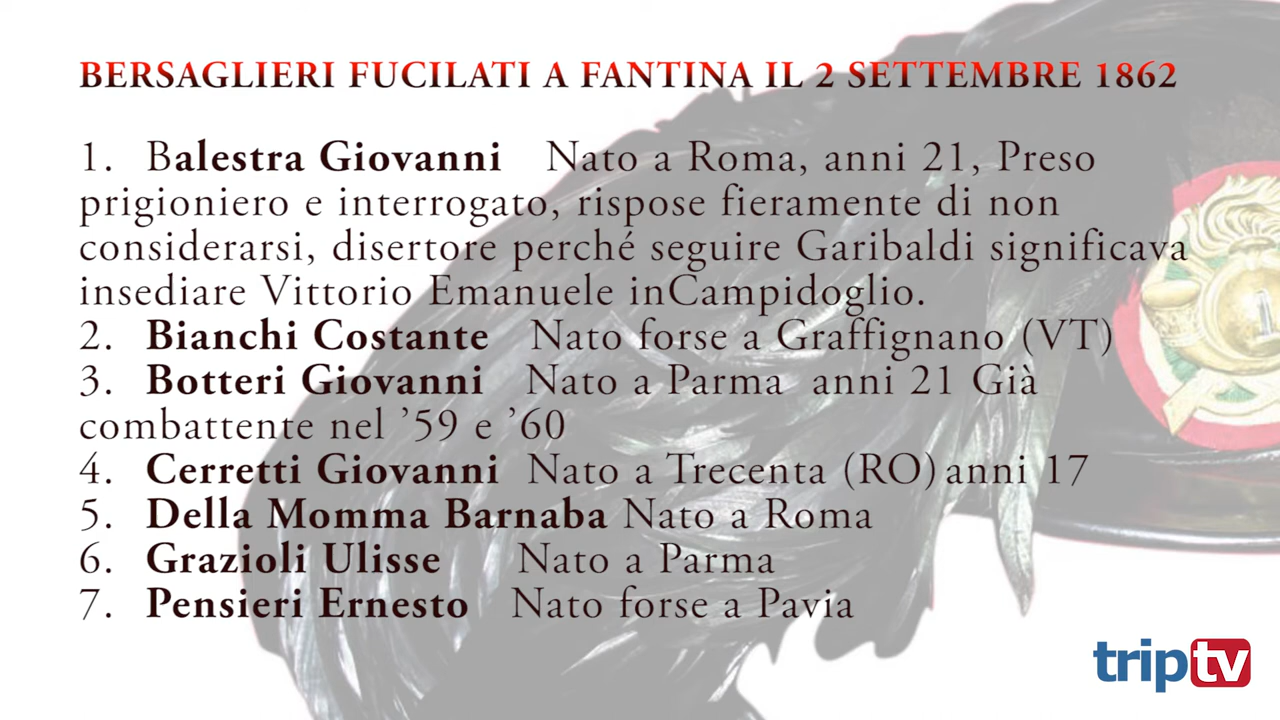 BERSAGLIERI FUCILATI A FANTINA IL 2 SETTEMBRE 1862
1. Balestra Giovanni Nato a Roma, anni 21, Preso
prigioniero e interrogato, rispose fieramente di non
considerarsi, disertore perché seguire Garibaldi significava
insediare Vittorio Emanuele inCampidoglio.
2. Bianchi Costante Nato forse a Graffignano (VT)
3. Botteri Giovanni Nato a Parma anni 21 Già
combattente nel ’59 e ’60
4. Cerretti Giovanni Nato a Trecenta (RO) anni 17
5. Della Momma Barnaba Nato a Roma
6. Grazioli Ulisse Nato a Parma
7. Pensieri Ernesto Nato forse a Pavia
1
triptv